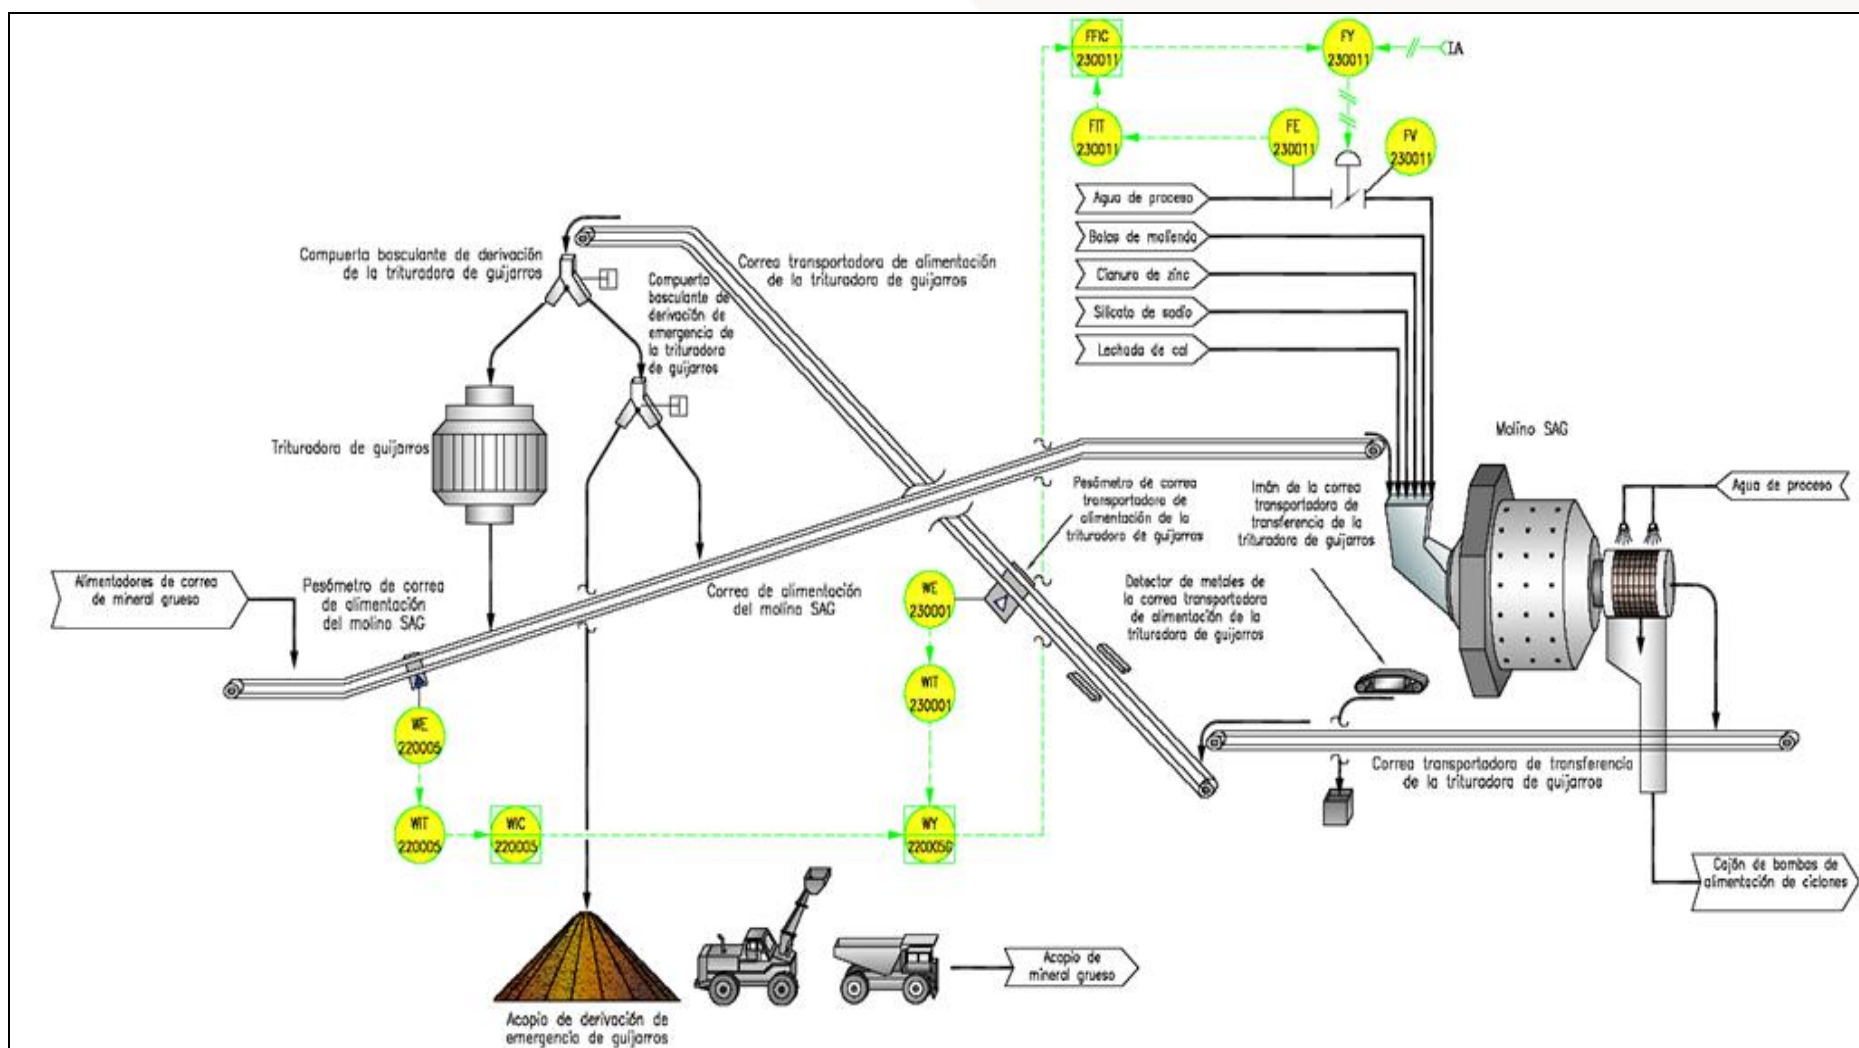 FFIC
230011
FY
230011
IA
FIT
230011
FE
230011
FV
230011
Agua de proceso
Bolas de molienda
Cianuro de zinc
Silicato de sodio
Lechada de cal
Compuerta basculante de derivación
de la trituradora de guijarros
Compuerta
basculante de
derivación de
emergencia de
la trituradora
de guijarros
Correa transportadora de alimentación
de la trituradora de guijarros
Trituradora de guijarros
Molino SAG
Agua de proceso
Pesómetro de correa
transportadora de
alimentación de la
trituradora de guijarros
Imán de la correa
transportadora de
transferencia de la
trituradora de guijarros
Detector de metales de
la correa transportadora
de alimentación de la
trituradora de guijarros
Alimentadores de correa
de mineral grueso
Pesómetro de correa
de alimentación
del molino SAG
Correa de alimentación
del molino SAG
WE
230001
WIT
230001
WE
220005
WIT
220005
WIC
220005
WY
220005G
Correa transportadora de transferencia
de la trituradora de guijarros
Cajón de bombas de
alimentación de ciclones
Acopio de
mineral grueso
Acopio de derivación de
emergencia de guijarros